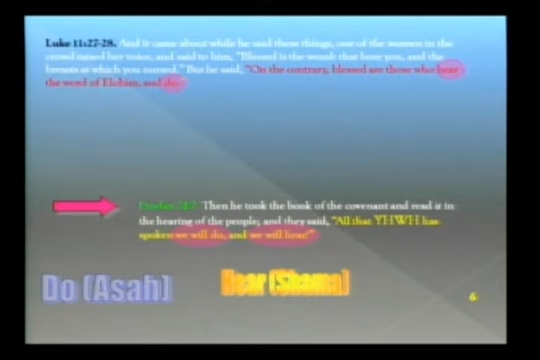 Luke 11:27-28. And it came about while he said these things, one of the women in the
crowd raised her voice, and said to him, "Blessed is the womb that bore you, and the
breasts at which you nursed." But he said, "On the contrary, blessed are those who hear
the word of Elohim, and do.
Exodus 24:7. Then he took the book of the covenant and read it in
the hearing of the people; and they said, "All that YHWH has
spoken we will do, and we will hear!"
Do (Asah)
Hear (Shama)
6